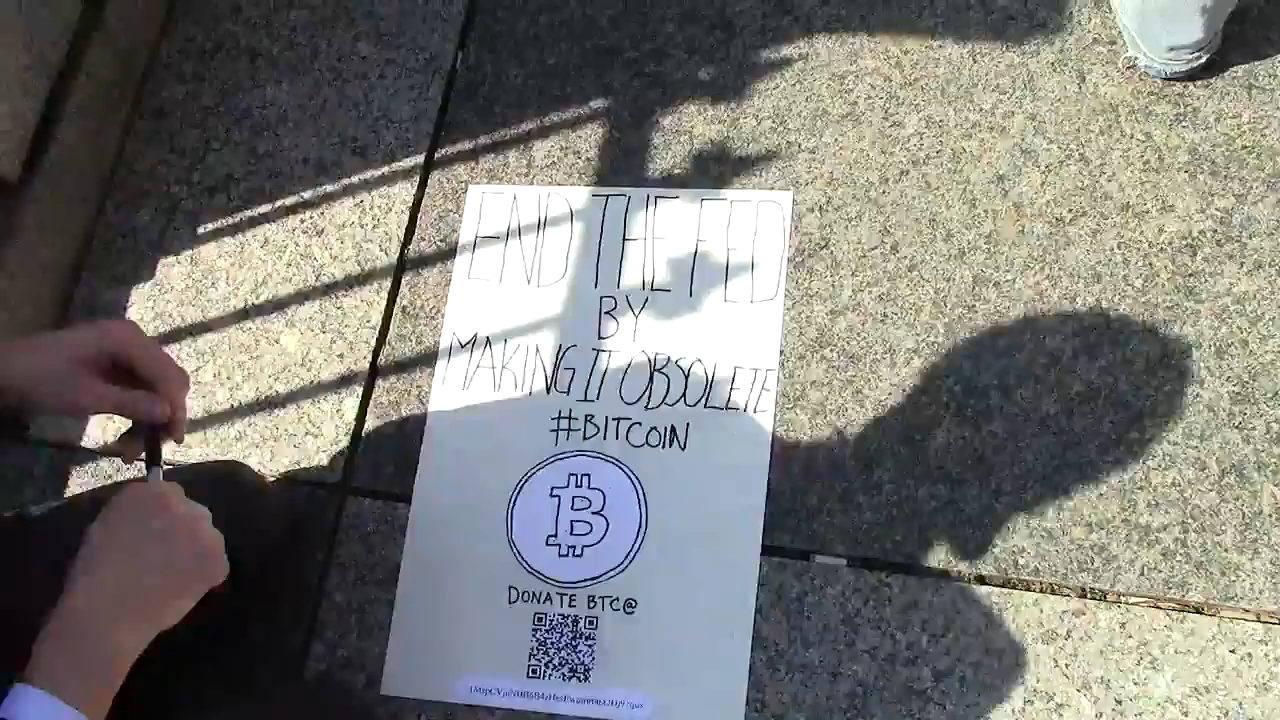 END THE FED
BY
MAKING IT OBSOLETE
#BITCOIN
B
DONATE BTC@